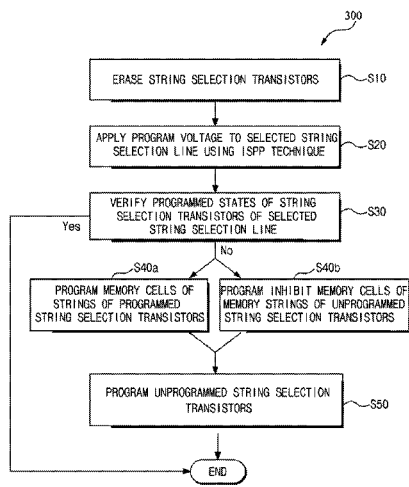 300
ERASE STRING SELECTION TRANSISTORS
S10
APPLY PROGRAM VOLTAGE TO SELECTED STRING
SELECTION LINE USING ISPP TECHNIQUE
S20
VERIFY PROGRAMMED STATES OF STRING
SELECTION TRANSISTORS OF SELECTED
STRING SELECTION LINE
S30
Yes
No
S40a
S40b
PROGRAM MEMORY CELLS OF
STRINGS OF PROGRAMMED
STRING SELECTION TRANSISTORS
PROGRAM INHIBIT MEMORY CELLS OF
MEMORY STRINGS OF UNPROGRAMMED
STRING SELECTION TRANSISTORS
PROGRAM UNPROGRAMMED STRING SELECTION
TRANSISTORS
S50
END